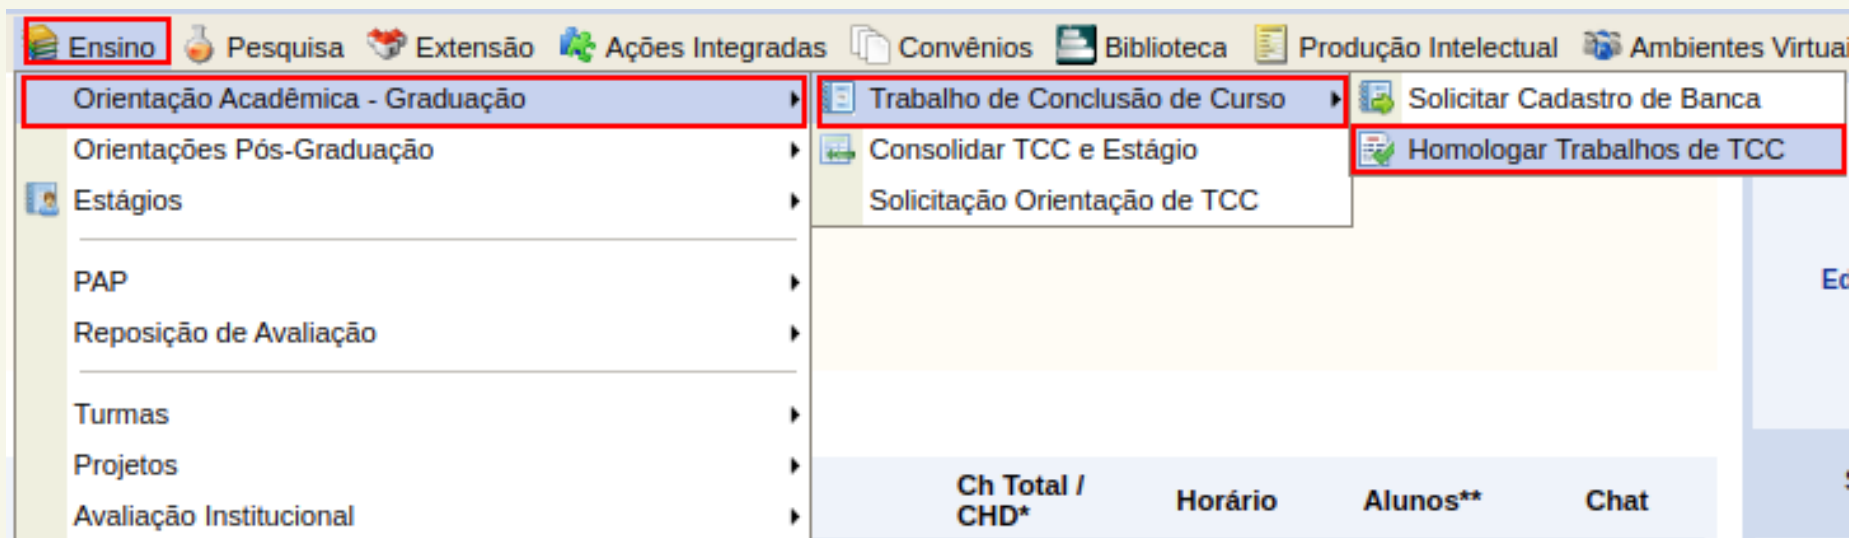 Ensino Pesquisa Extensão Ações Integradas Convênios Biblioteca Produção Intelectual Ambientes
Orientação Acadêmica - Graduação
Trabalho de Conclusão de Curso
Solicitar Cadastro de Banca
Orientações Pós-Graduação
Consolidar TCC e Estágio
Homologar Trabalhos de TCC
Estágios
Solicitação Orientação de TCC
PAP
Reposição de Avaliação
Turmas
Projetos
Avaliação Institucional
Ch Total /
CHD*
Horário
Alunos**
Chat